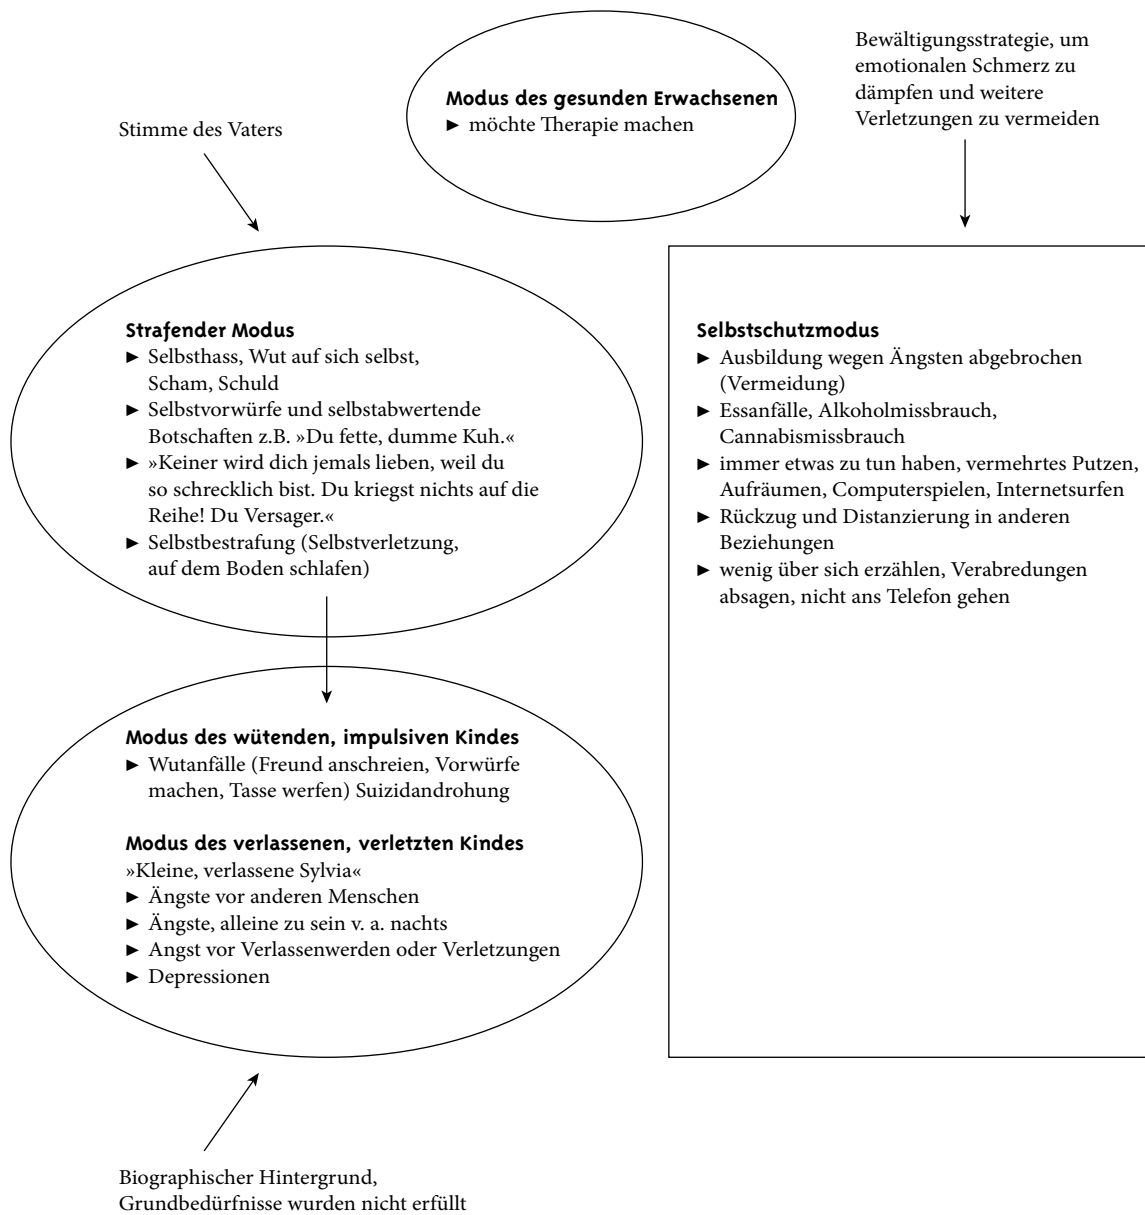 Stimme des Vaters
Modus des gesunden Erwachsenen
► möchte Therapie machen
Bewältigungsstrategie, um
emotionalen Schmerz zu
dämpfen und weitere
Verletzungen zu vermeiden
Strafender Modus
► Selbsthass, Wut auf sich selbst,
Scham, Schuld
► Selbstvorwürfe und selbstabwertende
Botschaften z.B. »Du fette, dumme Kuh.«
► »Keiner wird dich jemals lieben, weil du
so schrecklich bist. Du kriegst nichts auf die
Reihe! Du Versager.«
► Selbstbestrafung (Selbstverletzung,
auf dem Boden schlafen)
Selbstschutzmodus
► Ausbildung wegen Ängsten abgebrochen
(Vermeidung)
► Essanfälle, Alkoholmissbrauch,
Cannabismissbrauch
► immer etwas zu tun haben, vermehrtes Putzen,
Aufräumen, Computerspielen, Internetsurfen
► Rückzug und Distanzierung in anderen
Beziehungen
► wenig über sich erzählen, Verabredungen
absagen, nicht ans Telefon gehen
Modus des wütenden, impulsiven Kindes
► Wutanfälle (Freund anschreien, Vorwürfe
machen, Tasse werfen) Suizidandrohung
Modus des verlassenen, verletzten Kindes
»Kleine, verlassene Sylvia«
► Ängste vor anderen Menschen
► Ängste, alleine zu sein v. a. nachts
► Angst vor Verlassenwerden oder Verletzungen
► Depressionen
Biographischer Hintergrund,
Grundbedürfnisse wurden nicht erfüllt